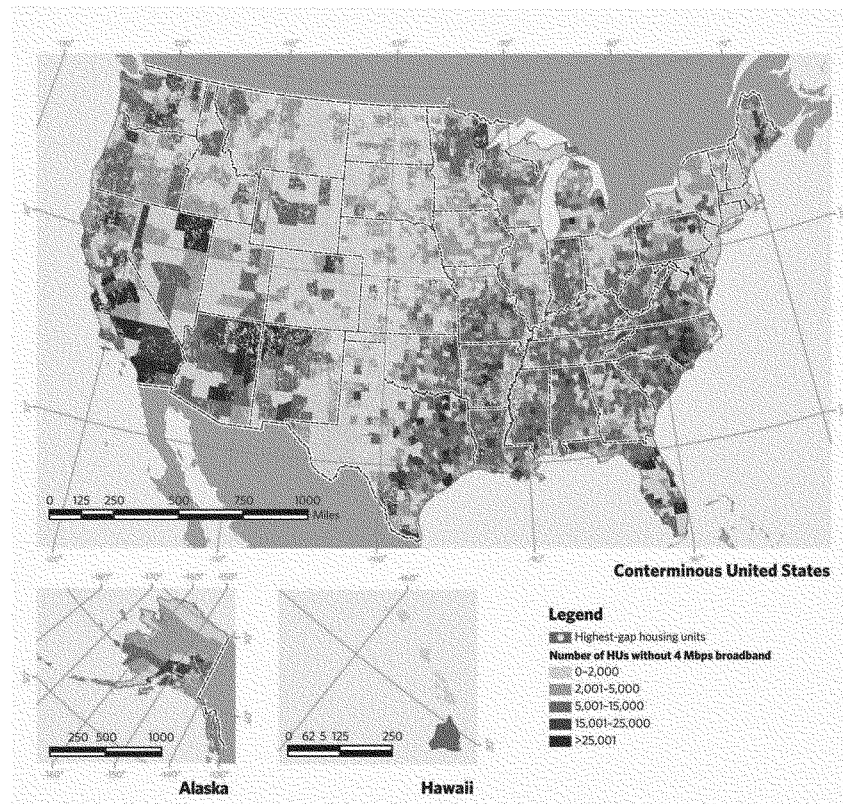 0 125 250 500 750 1000
Miles
Conterminous United States
250 500 1000
Alaska
0 62 5 125 250
Hawaii
Legend
Highest-gap housing units
Number of HUs without 4 Mbps broadband
0–2,000
2,001–5,000
5,001–15,000
15,001–25,000
>25,001